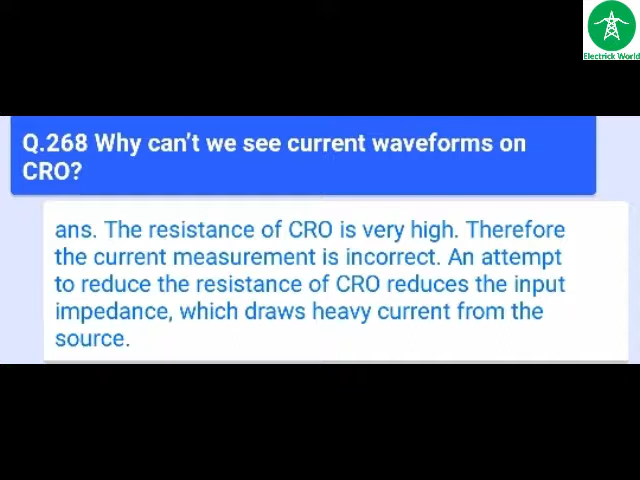 Electrick World
Q.268 Why can't we see current waveforms on
CRO?
ans. The resistance of CRO is very high. Therefore
the current measurement is incorrect. An attempt
to reduce the resistance of CRO reduces the input
impedance, which draws heavy current from the
source.